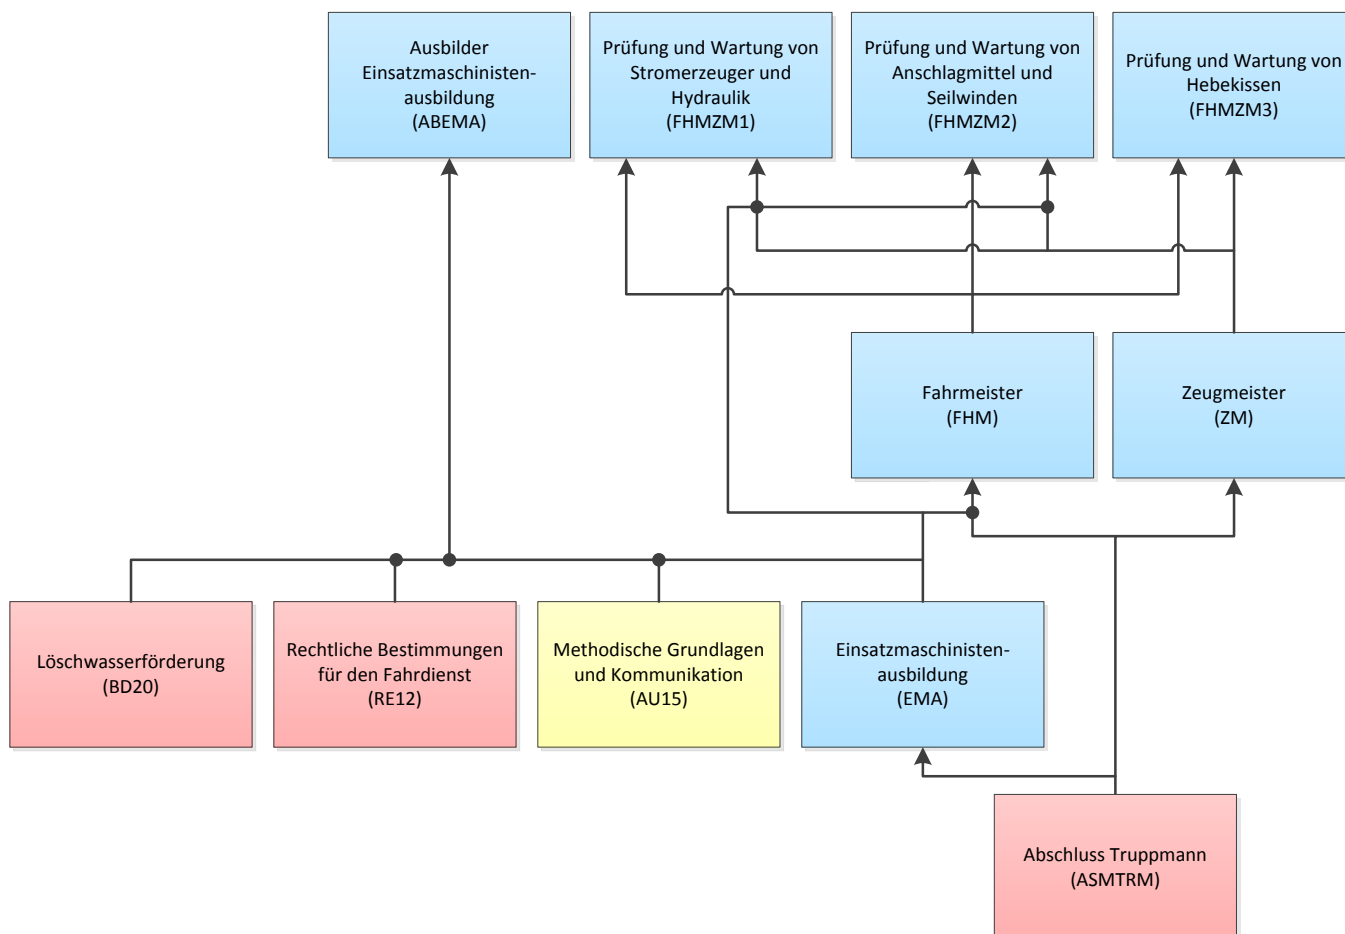 Ausbilder
Einsatzmaschinisten-
ausbildung
(ABEMA)
Prüfung und Wartung von
Stromerzeuger und
Hydraulik
(FHMZM1)
Prüfung und Wartung von
Anschlagmittel und
Seilwinden
(FHMZM2)
Prüfung und Wartung von
Hebekissen
(FHMZM3)
Fahrmeister
(FHM)
Zeugmeister
(ZM)
Löschwasserförderung
(BD20)
Rechtliche Bestimmungen
für den Fahrdienst
(RE12)
Methodische Grundlagen
und Kommunikation
(AU15)
Einsatzmaschinisten-
ausbildung
(EMA)
Abschluss Truppmann
(ASMTRM)